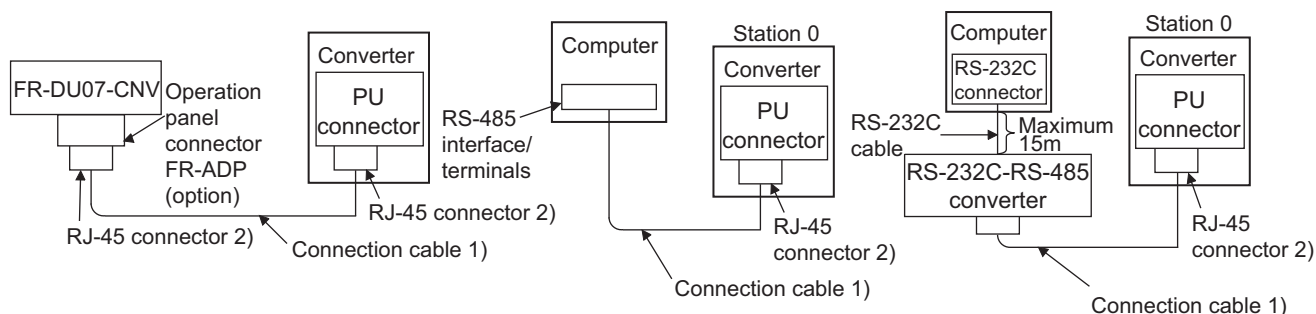 FR-DU07-CNV
Operation
panel
connector
FR-ADP
(option)
RJ-45 connector 2)
Connection cable 1)
Converter
PU
connector
RJ-45 connector 2)
Computer
RS-485
interface/
terminals
Station 0
Converter
PU
connector
RJ-45
connector 2)
Connection cable 1)
Computer
RS-232C
connector
RS-232C
cable
Maximum
15m
RS-232C-RS-485
converter
Station 0
Converter
PU
connector
RJ-45
connector 2)
Connection cable 1)